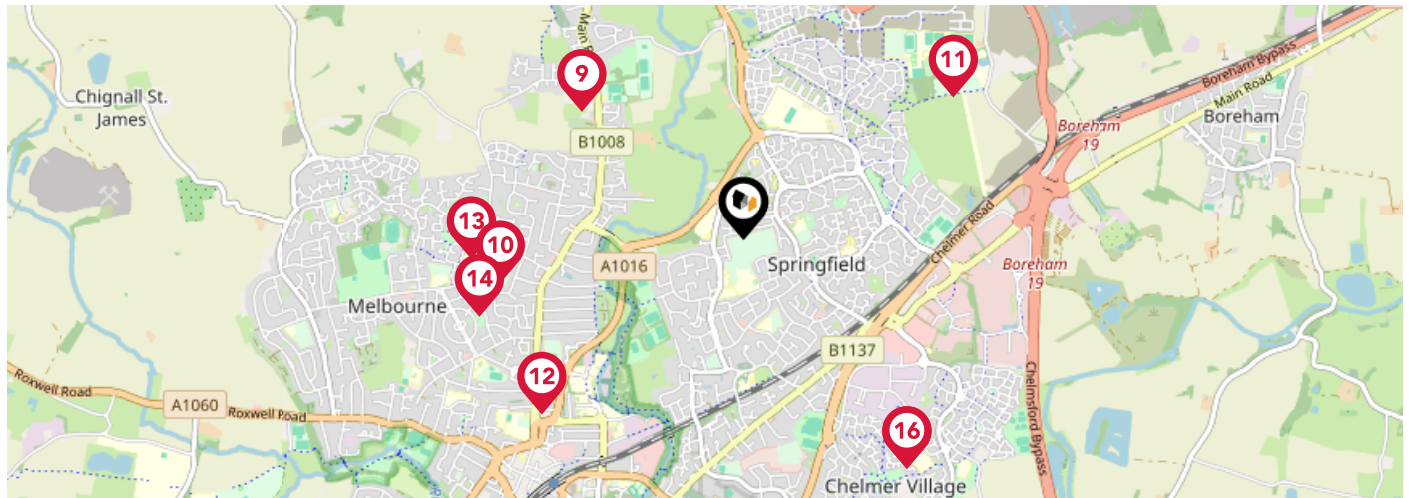 Main R
9
11
Chignall St.
James
B1008
Boreham Bypass
Main Road
Boreham
Boreham
19
13
10
14
A1016
Springfield
Chelmer Road
Boreham
19
Melbourne
B1137
Roxwell Road
A1060
Roxwell Road
12
Chelmsford Bypass
16
Chelmer Village